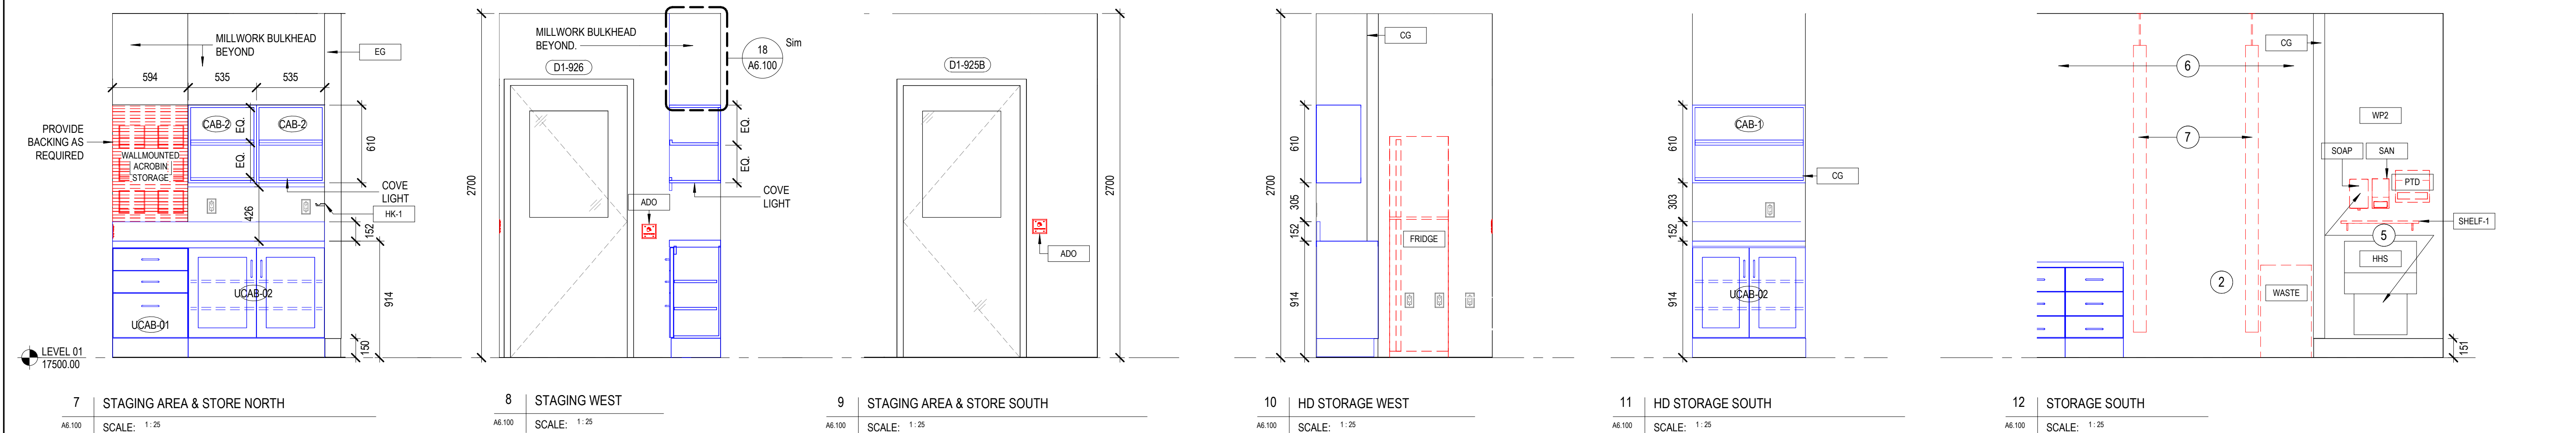 MILLWORK BULKHEAD
BEYOND
EG
594
535
535
PROVIDE
BACKING AS
REQUIRED
CAB-2
EQ.
CAB-2
EQ.
WALLMOUNTED
ACROBIN
STORAGE
610
COVE
LIGHT
HK-1
426
152
UCAB-02
UCAB-01
914
150
LEVEL 01
17500.00
7
STAGING AREA & STORE NORTH
A6.100
SCALE: 1 : 25
MILLWORK BULKHEAD
BEYOND.
18
A6.100
Sim
D1-926
2700
EQ.
EQ.
COVE
LIGHT
ADO
8
STAGING WEST
A6.100
SCALE: 1 : 25
D1-925B
2700
ADO
9
STAGING AREA & STORE SOUTH
A6.100
SCALE: 1 : 25
CG
2700
610
305
152
914
FRIDGE
10
HD STORAGE WEST
A6.100
SCALE: 1 : 25
CAB-1
610
CG
303
152
914
UCAB-02
11
HD STORAGE SOUTH
A6.100
SCALE: 1 : 25
CG
6
7
WP2
SOAP
SAN
PTD
SHELF-1
5
HHS
2
WASTE
151
12
STORAGE SOUTH
A6.100
SCALE: 1 : 25